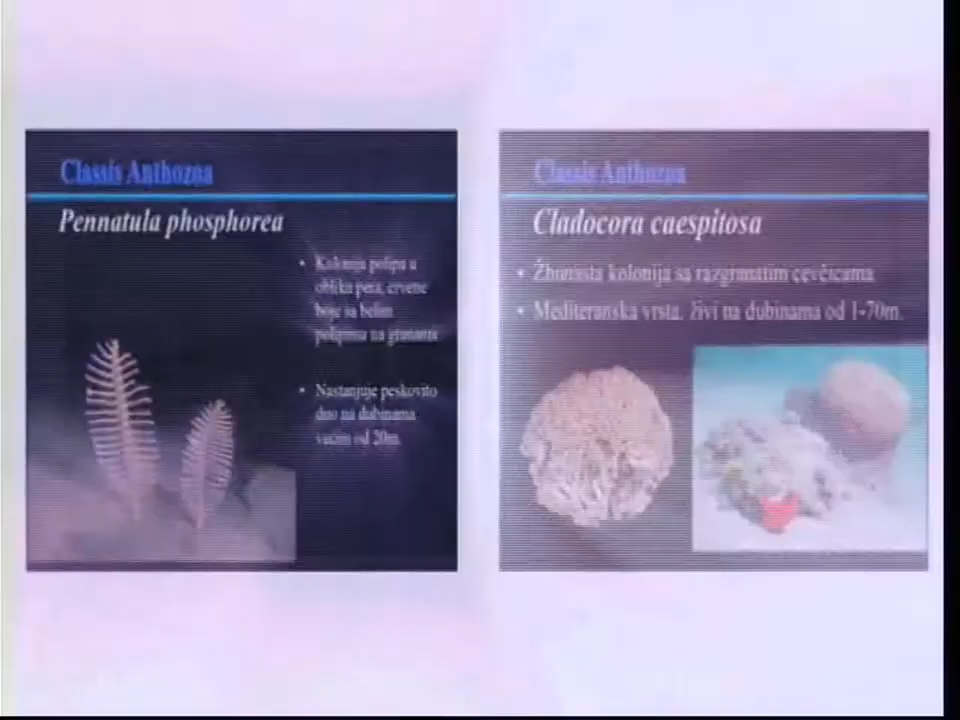 Classis Anthozoa
Pennatula phosphorea
• Kolonija polipa u
obliku pera, crvene
boje sa belim
polipima na granama
• Nastanjuje peskovito
dno na dubinama
većim od 20m.
Classis Anthozoa
Cladocora caespitosa
• Žbunasta kolonija sa razgranatim cevčicama
• Mediteranska vrsta, živi na dubinama od 1-70m.